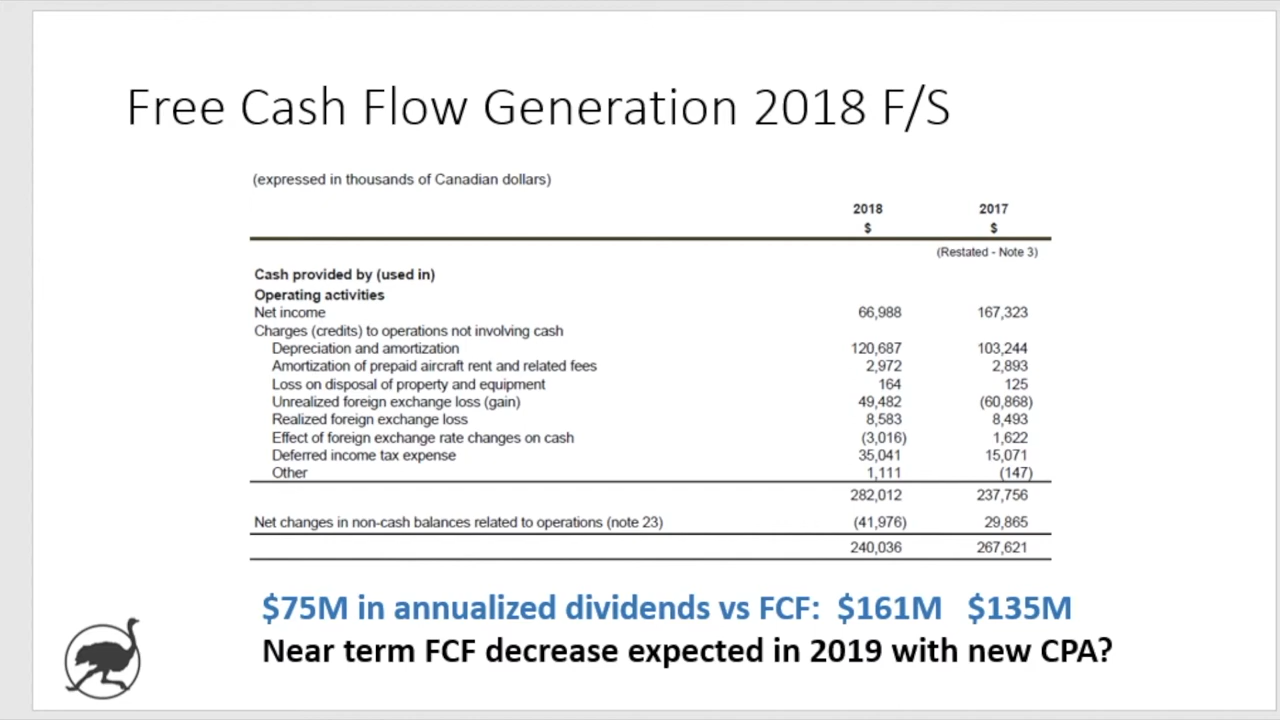 Free Cash Flow Generation 2018 F/S
(expressed in thousands of Canadian dollars)
2018 2017
$ $
(Restated - Note 3)
Cash provided by (used in)
Operating activities
Net income 66,988 167,323
Charges (credits) to operations not involving cash
Depreciation and amortization 120,687 103,244
Amortization of prepaid aircraft rent and related fees 2,972 2,893
Loss on disposal of property and equipment 164 125
Unrealized foreign exchange loss (gain) 49,482 (60,868)
Realized foreign exchange loss 8,583 8,493
Effect of foreign exchange rate changes on cash (3,016) 1,622
Deferred income tax expense 35,041 15,071
Other 1,111 (147)
282,012 237,756
Net changes in non-cash balances related to operations (note 23) (41,976) 29,865
240,036 267,621
$75M in annualized dividends vs FCF: $161M $135M
Near term FCF decrease expected in 2019 with new CPA?